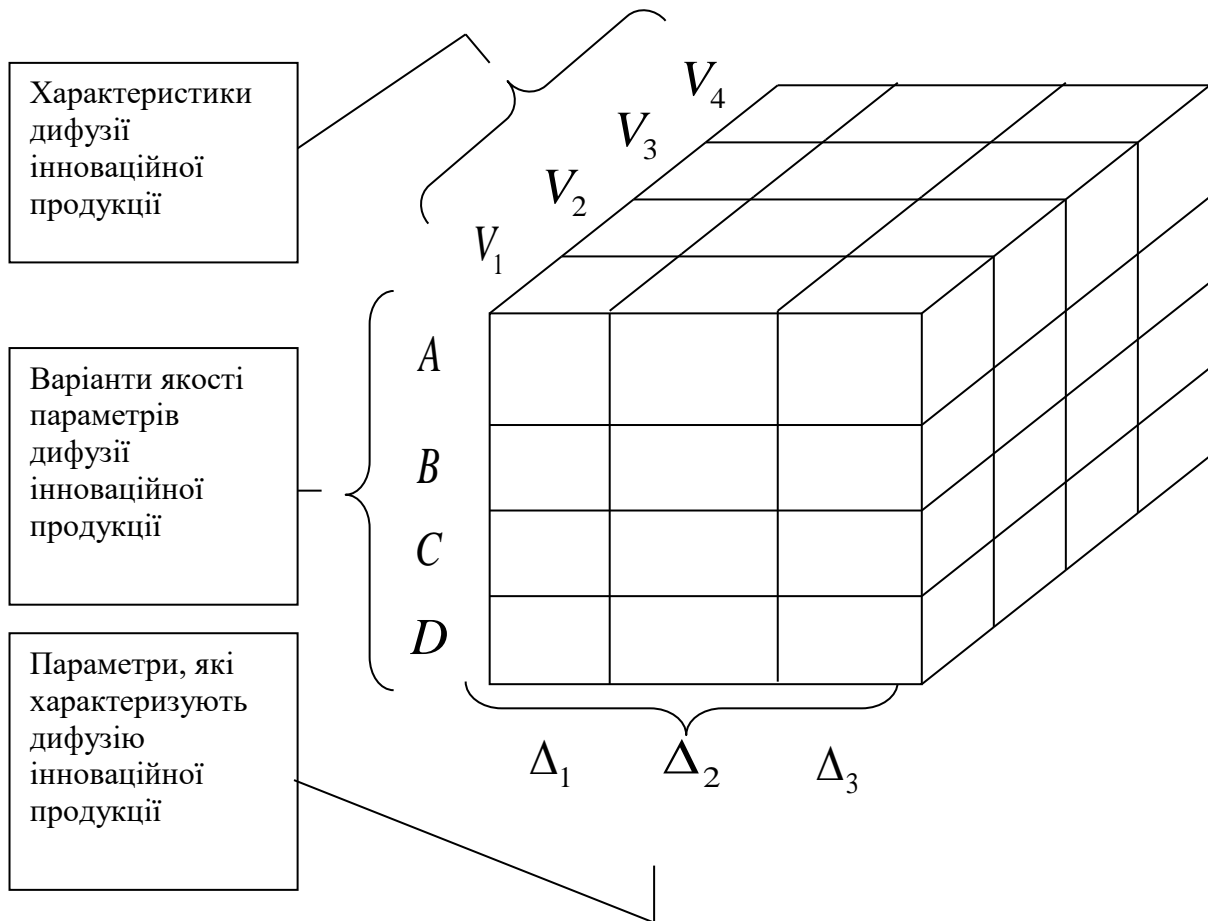 Характеристики
дифузії
інноваційної
продукції
V₄
V₃
V₂
V₁
Варіанти якості
параметрів
дифузії
інноваційної
продукції
A
B
C
D
Параметри, які
характеризують
дифузію
інноваційної
продукції
Δ₁ Δ₂ Δ₃